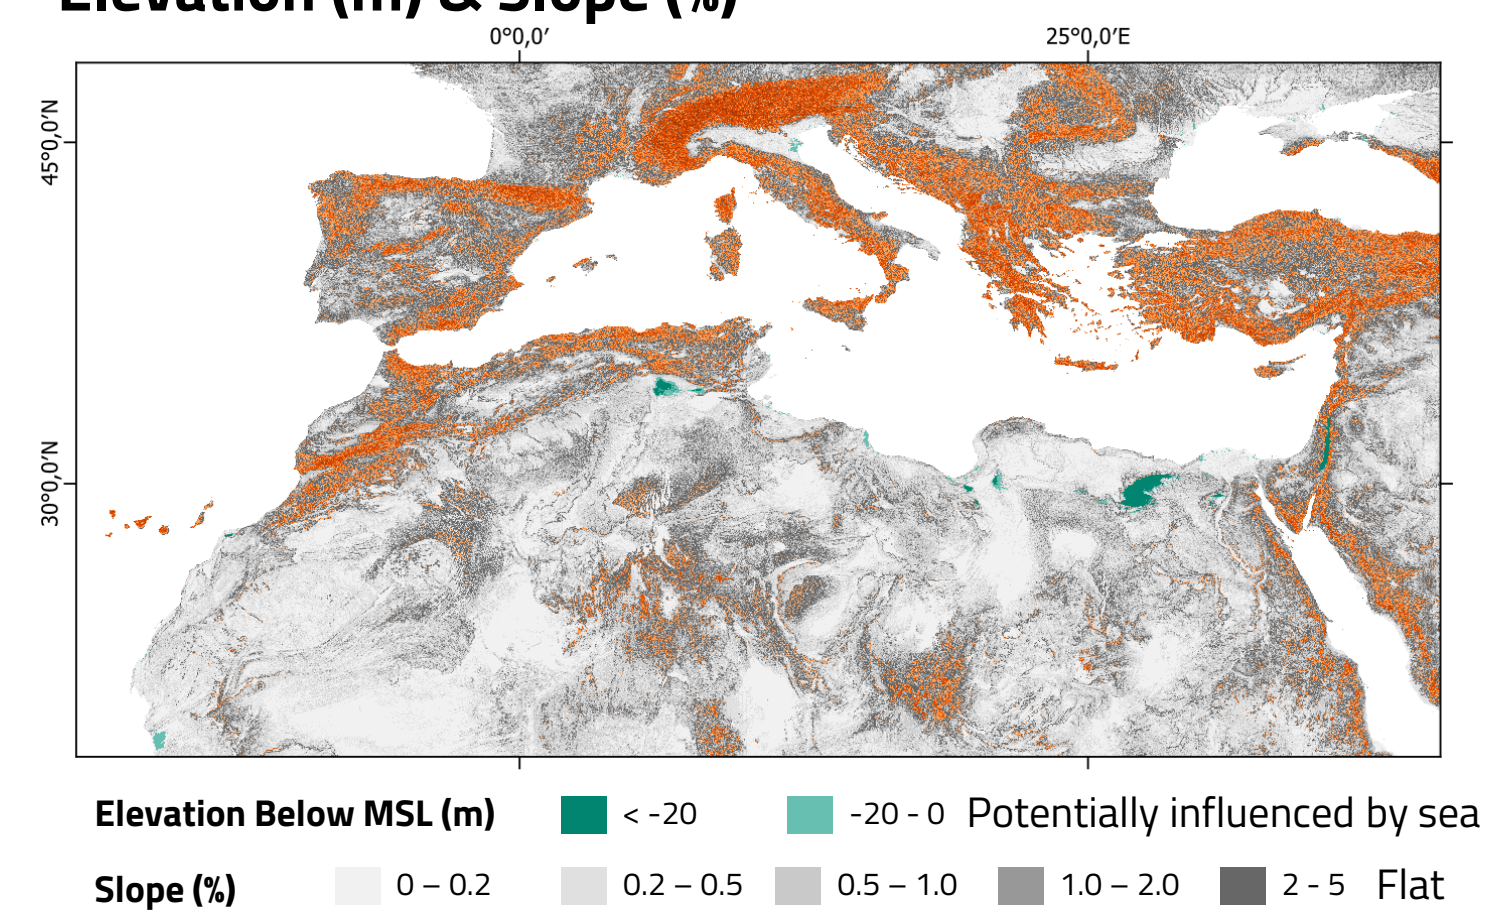 Elevation (m) & Slope (%)
0°0,0′ 25°0,0′E
45°0,0′N
30°0,0′N
Elevation Below MSL (m) < -20 -20 - 0 Potentially influenced by sea
Slope (%) 0 – 0.2 0.2 – 0.5 0.5 – 1.0 1.0 – 2.0 2 - 5 Flat